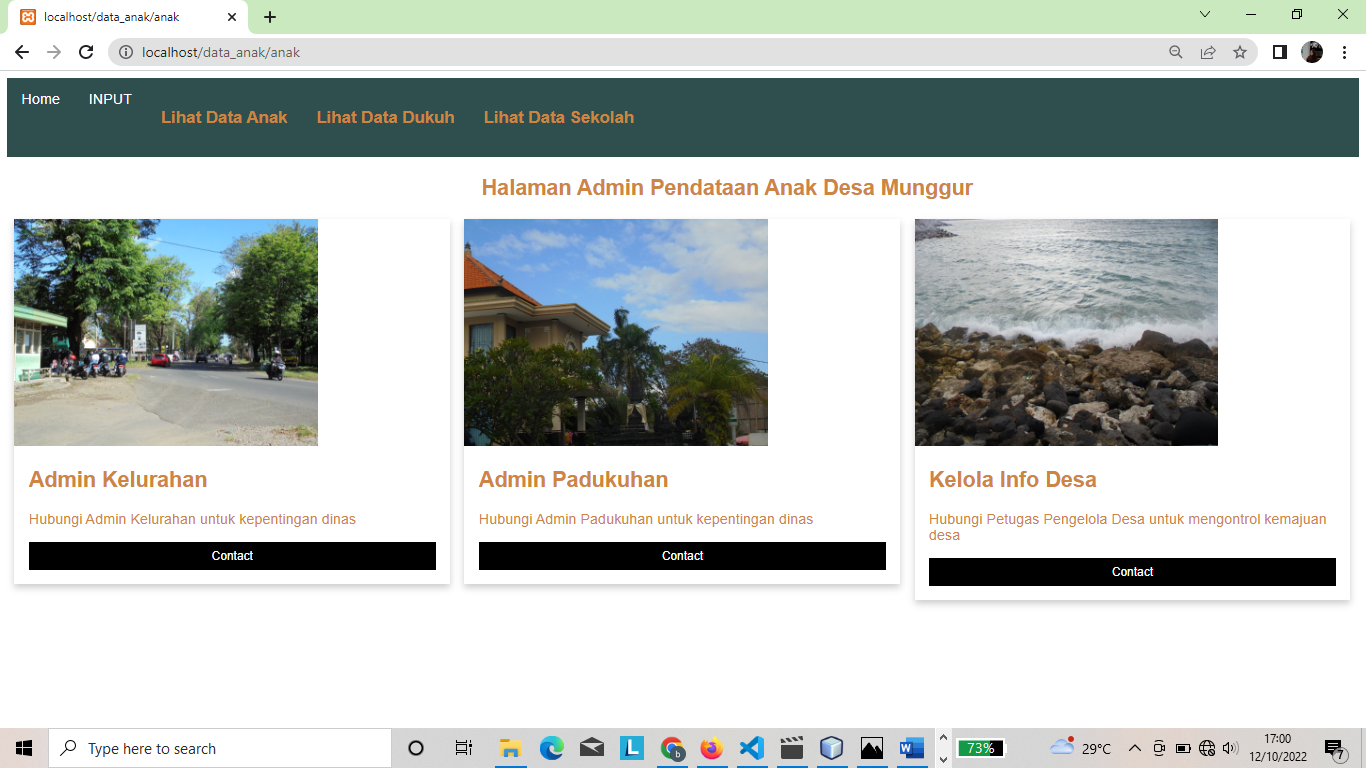 localhost/data_anak/anak
localhost/data_anak/anak
Home INPUT
Lihat Data Anak Lihat Data Dukuh Lihat Data Sekolah
Halaman Admin Pendataan Anak Desa Munggur
Admin Kelurahan
Hubungi Admin Kelurahan untuk kepentingan dinas
Contact
Admin Padukuhan
Hubungi Admin Padukuhan untuk kepentingan dinas
Contact
Kelola Info Desa
Hubungi Petugas Pengelola Desa untuk mengontrol kemajuan
desa
Contact
Type here to search
73%
29°C
17:00
12/10/2022
7